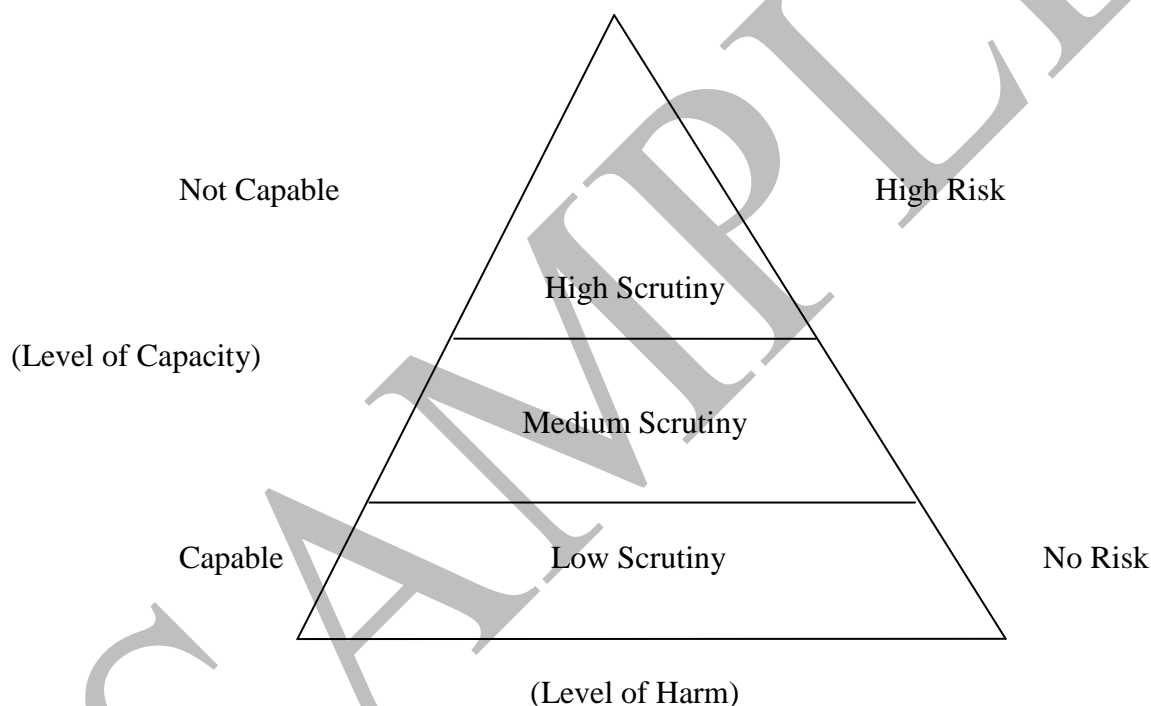 Not Capable
High Risk
High Scrutiny
(Level of Capacity)
Medium Scrutiny
Capable
Low Scrutiny
No Risk
(Level of Harm)
SAMPLE